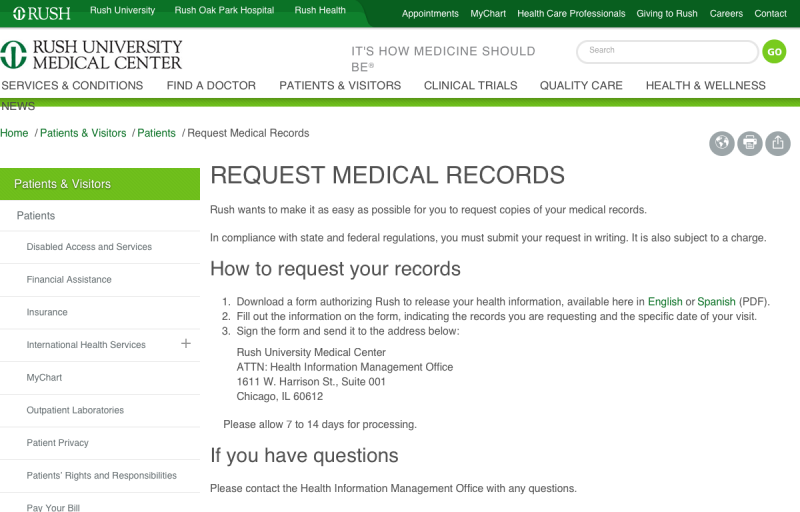 RUSH
Rush University
Rush Oak Park Hospital
Rush Health
Appointments
MyChart
Health Care Professionals
Giving to Rush
Careers
Contact
RUSH UNIVERSITY
MEDICAL CENTER
IT'S HOW MEDICINE SHOULD
BE®
Search
GO
SERVICES & CONDITIONS
FIND A DOCTOR
PATIENTS & VISITORS
CLINICAL TRIALS
QUALITY CARE
HEALTH & WELLNESS
NEWS
Home / Patients & Visitors / Patients / Request Medical Records
Patients & Visitors
Patients
Disabled Access and Services
Financial Assistance
Insurance
International Health Services +
MyChart
Outpatient Laboratories
Patient Privacy
Patients' Rights and Responsibilities
Pay Your Bill
REQUEST MEDICAL RECORDS
Rush wants to make it as easy as possible for you to request copies of your medical records.
In compliance with state and federal regulations, you must submit your request in writing. It is also subject to a charge.
How to request your records
1. Download a form authorizing Rush to release your health information, available here in English or Spanish (PDF).
2. Fill out the information on the form, indicating the records you are requesting and the specific date of your visit.
3. Sign the form and send it to the address below:
Rush University Medical Center
ATTN: Health Information Management Office
1611 W. Harrison St., Suite 001
Chicago, IL 60612
Please allow 7 to 14 days for processing.
If you have questions
Please contact the Health Information Management Office with any questions.